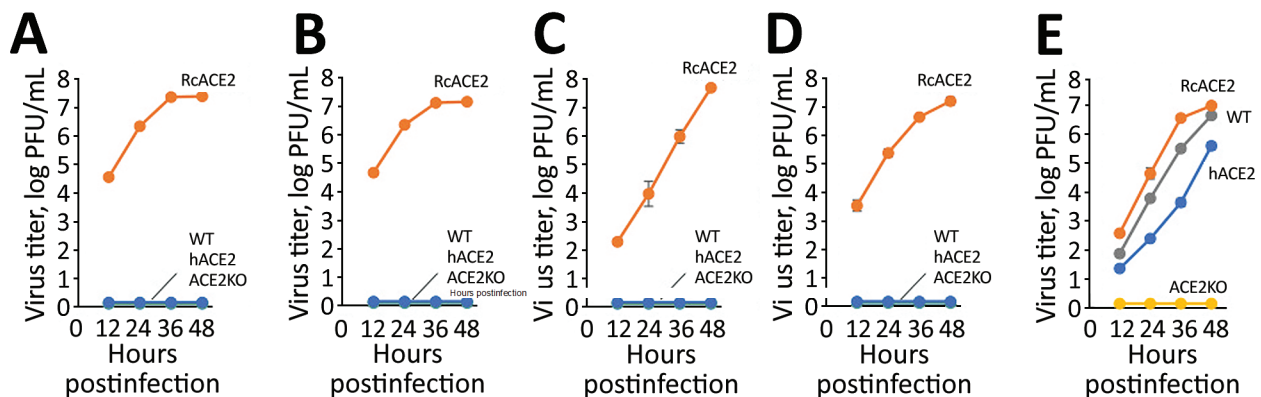 A
Virus titer, log PFU/mL
8
7
6
5
4
3
2
1
0
RcACE2
WT
hACE2
ACE2KO
0 12 24 36 48
Hours
postinfection
B
Virus titer, log PFU/mL
8
7
6
5
4
3
2
1
0
RcACE2
WT
hACE2
ACE2KO
Hours postinfection
0 12 24 36 48
Hours
postinfection
C
Vi us titer, log PFU/mL
8
7
6
5
4
3
2
1
0
RcACE2
WT
hACE2
ACE2KO
0 12 24 36 48
Hours
postinfection
D
Vi us titer, log PFU/mL
8
7
6
5
4
3
2
1
0
RcACE2
WT
hACE2
ACE2KO
0 12 24 36 48
Hours
postinfection
E
Virus titer, log PFU/mL
8
7
6
5
4
3
2
1
0
RcACE2
WT
hACE2
ACE2KO
0 12 24 36 48
Hours
postinfection